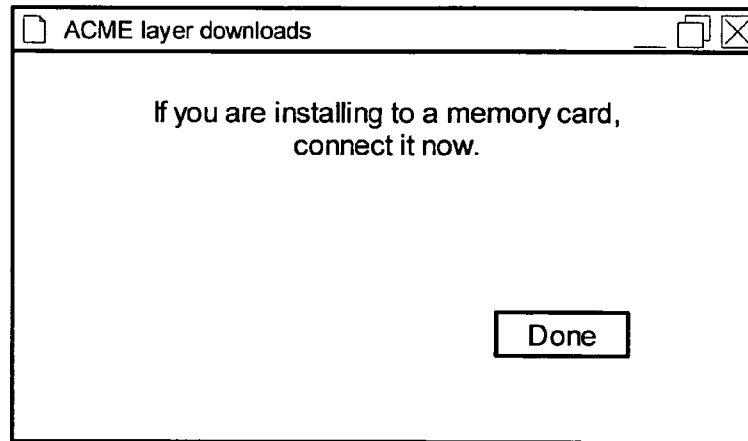 ACME layer downloads
If you are installing to a memory card,
connect it now.
Done